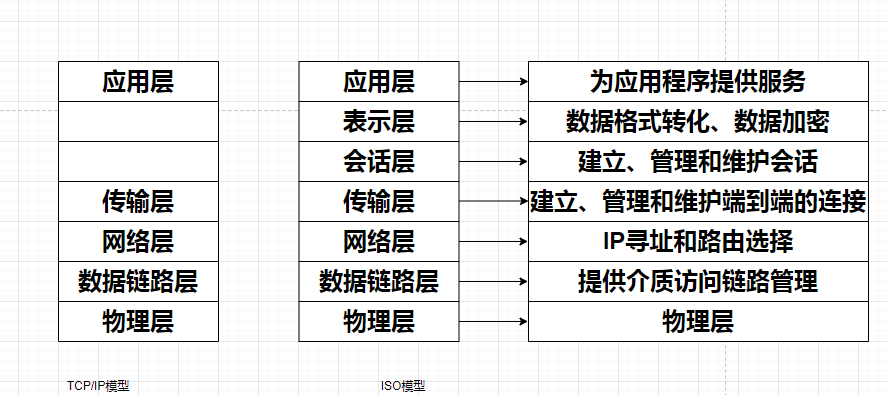 应用层 应用层 为应用程序提供服务
表示层 数据格式转化、数据加密
会话层 建立、管理和维护会话
传输层 传输层 建立、管理和维护端到端的连接
网络层 网络层 IP寻址和路由选择
数据链路层 数据链路层 提供介质访问链路管理
物理层 物理层 物理层
TCP/IP模型 ISO模型